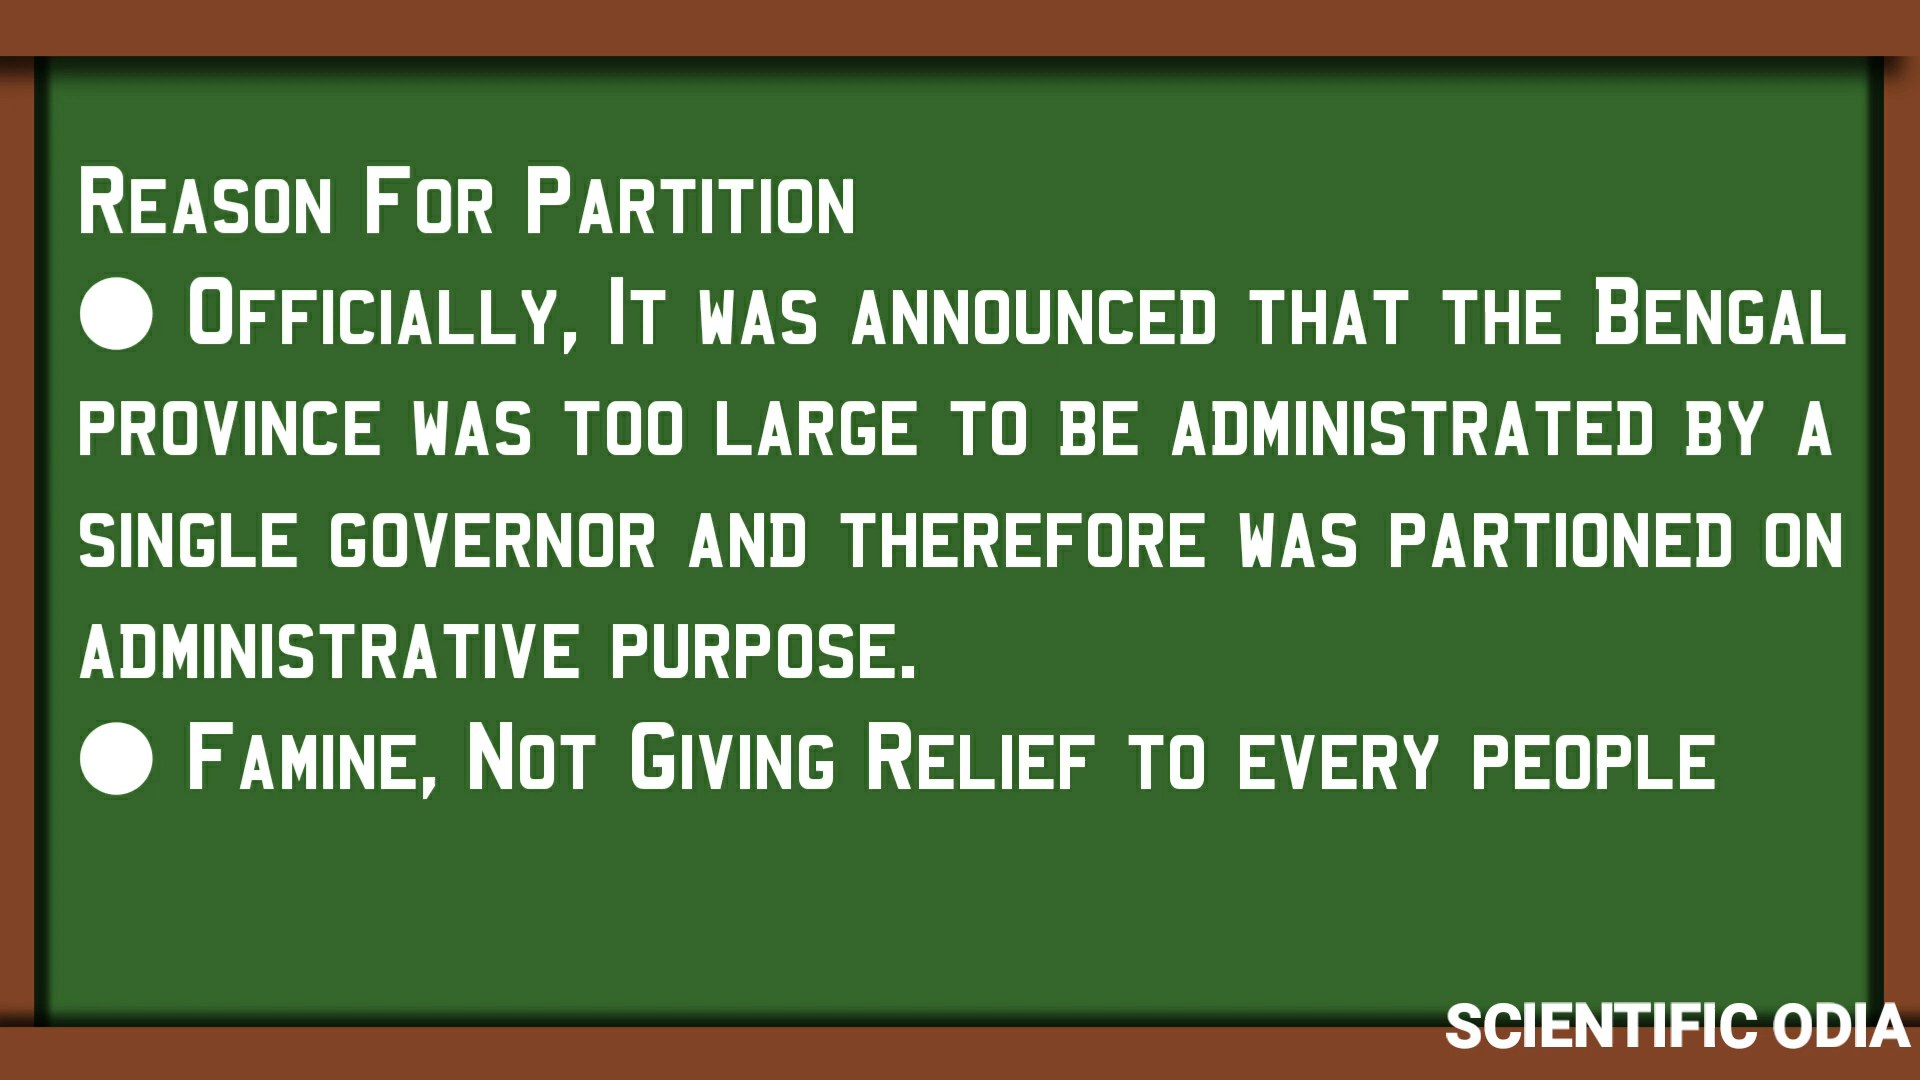 Reason For Partition
● Officially, It was announced that the Bengal
province was too large to be administrated by a
single governor and therefore was partioned on
administrative purpose.
● Famine, Not Giving Relief to every people
SCIENTIFIC ODIA